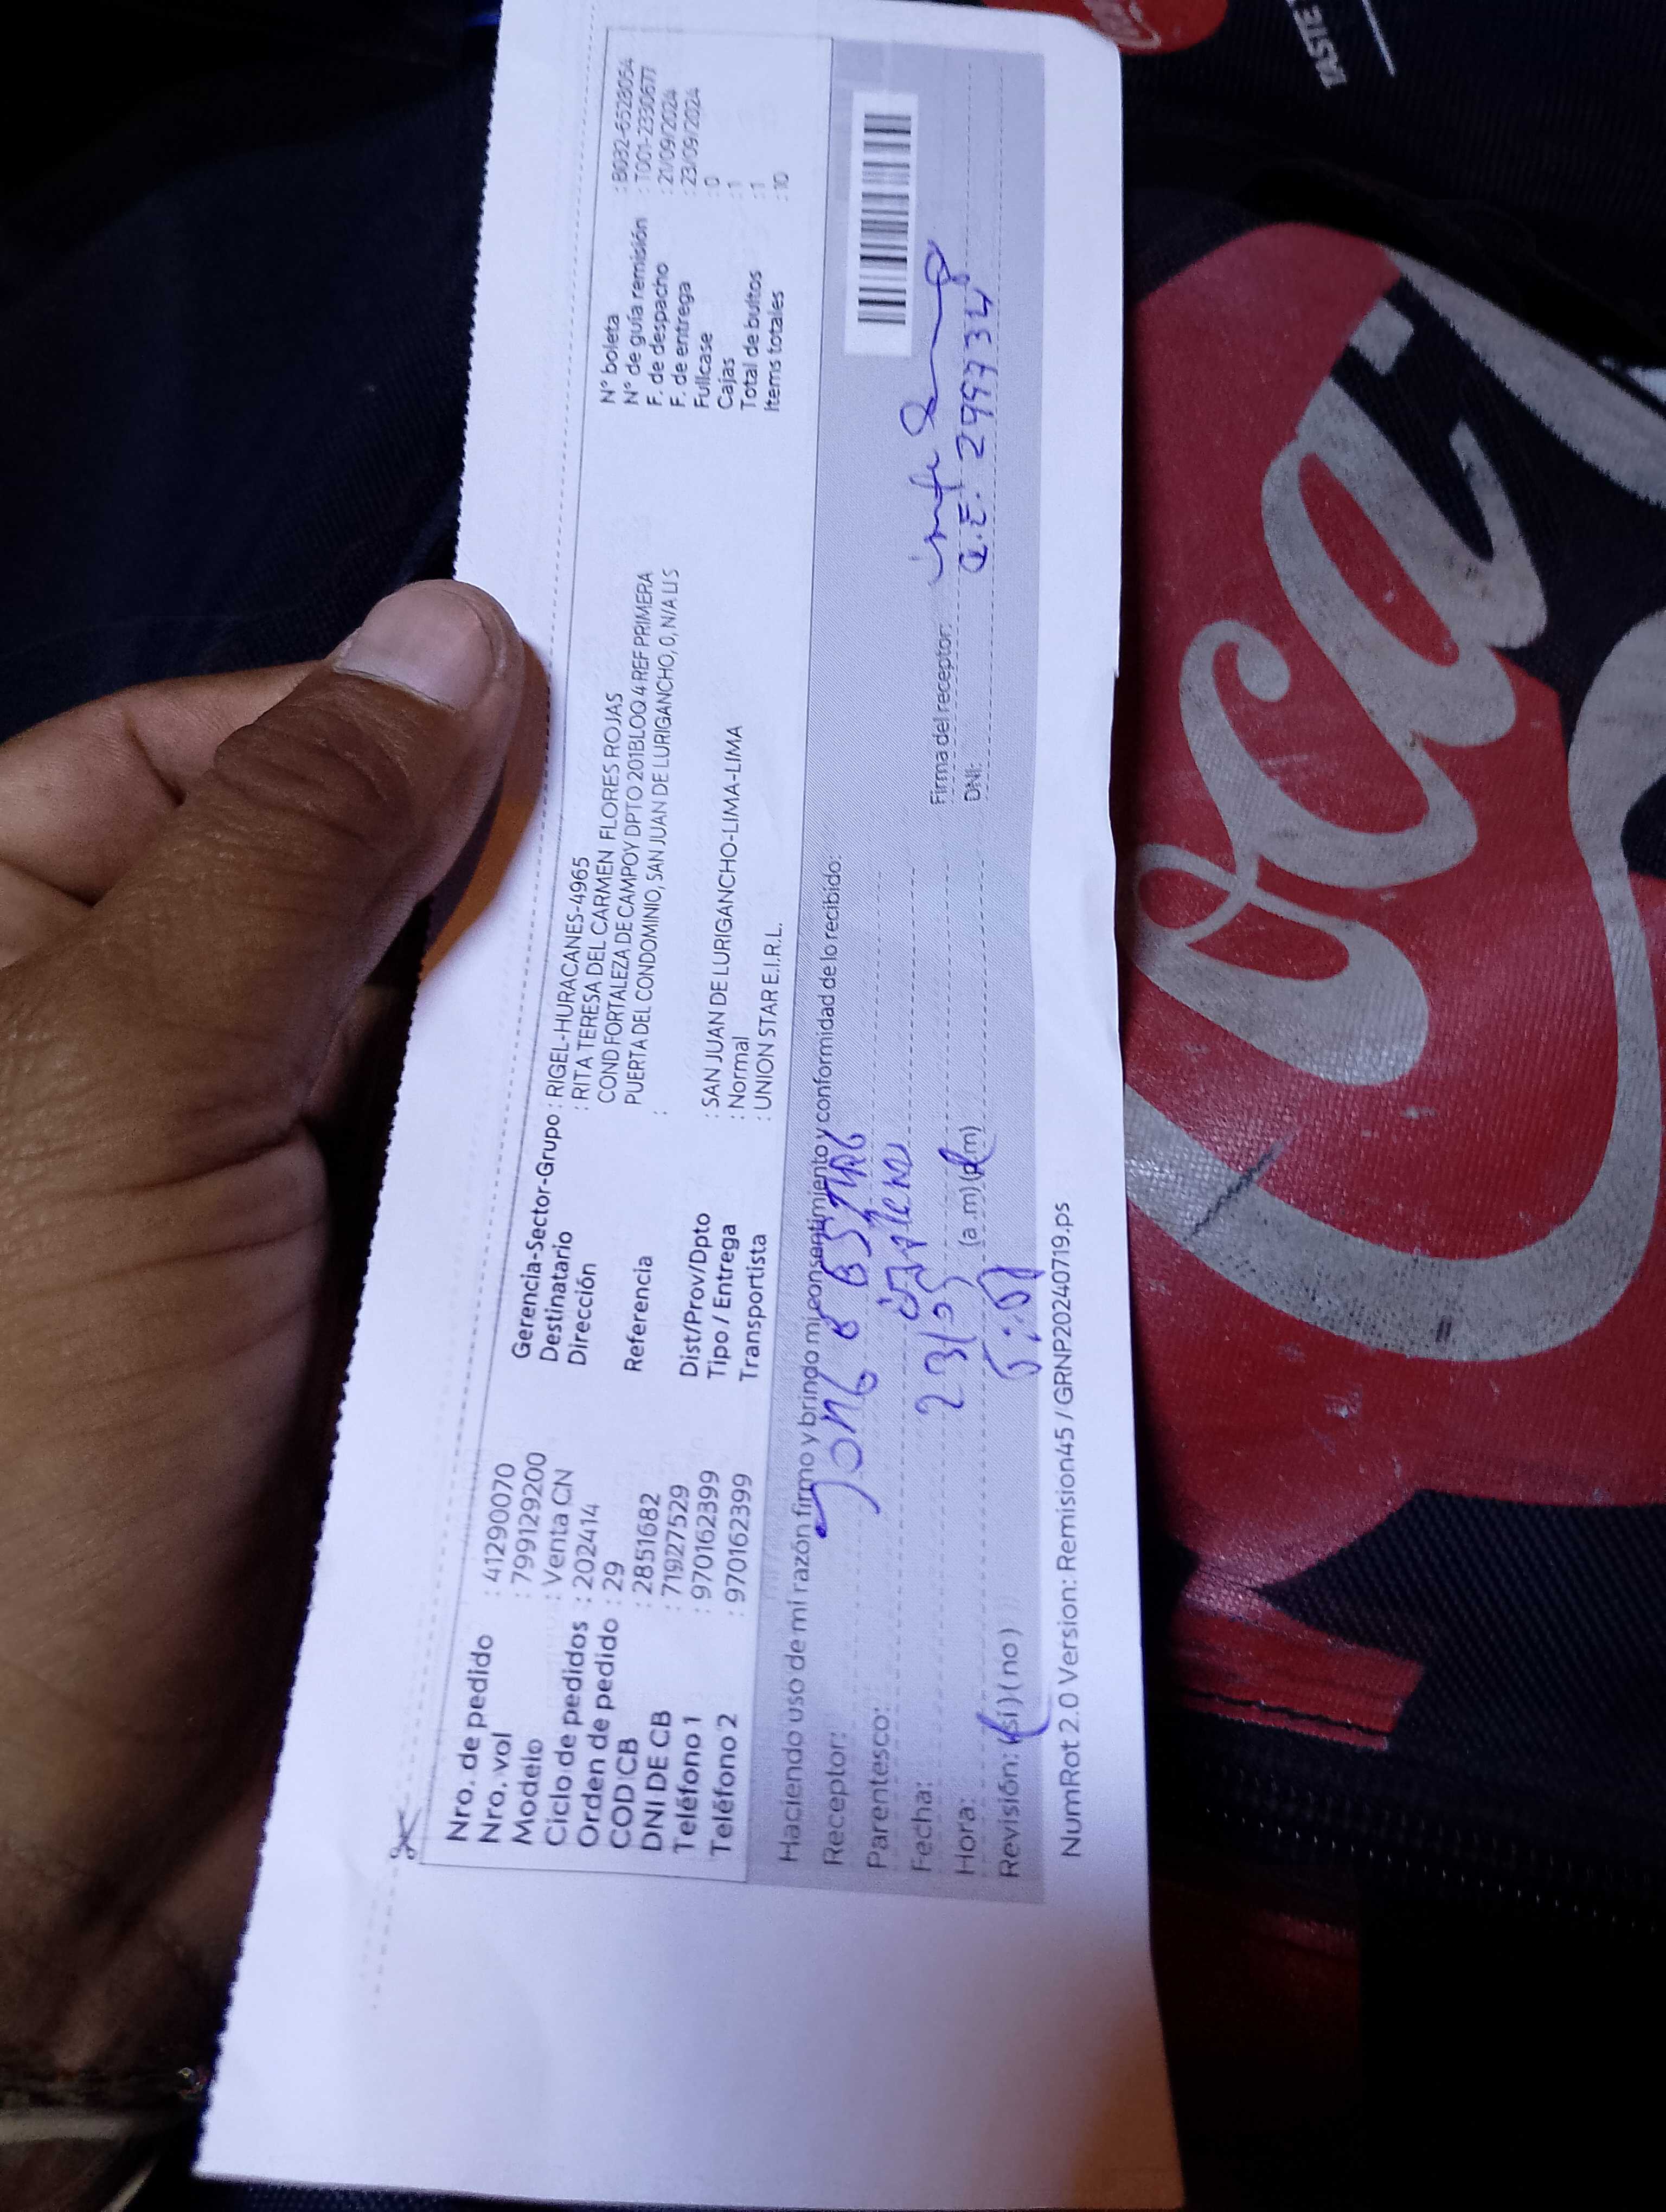 Nro. de pedido : 41290070
Nro. vol : 799129200
Modelo : Venta CN
Ciclo de pedidos : 202414
Orden de pedido : 29
COD CB : 2851682
DNI DE CB : 71927529
Teléfono 1 : 970162399
Teléfono 2 : 970162399
Gerencia-Sector-Grupo : RIGEL-HURACANES-4965
Destinatario : RITA TERESA DEL CARMEN FLORES ROJAS
Dirección COND FORTALEZA DE CAMPOY DPTO 201BLOQ 4 REF PRIMERA
PUERTA DEL CONDOMINIO, SAN JUAN DE LURIGANCHO, 0, N/A LIS
Referencia :
Dist/Prov/Dpto : SAN JUAN DE LURIGANCHO-LIMA-LIMA
Tipo / Entrega : Normal
Transportista : UNION STAR E.I.R.L.
N° boleta : B032-6528054
N° de guía remisión : T001-2330677
F. de despacho : 21/09/2024
F. de entrega : 23/09/2024
Fullcase : 0
Cajas : 1
Total de bultos : 1
Items totales : 10
Haciendo uso de mi razón firmo y brindo mi consentimiento y conformidad de lo recibido:
Receptor:
Parentesco:
Fecha: 23/09
Hora: (a m) (p m)
Revisión: (si) (no)
Firma del receptor:
DNI: 299734
NumRot 2.0 Version: Remision45 / GRNP20240719.ps
Coca
TASTE